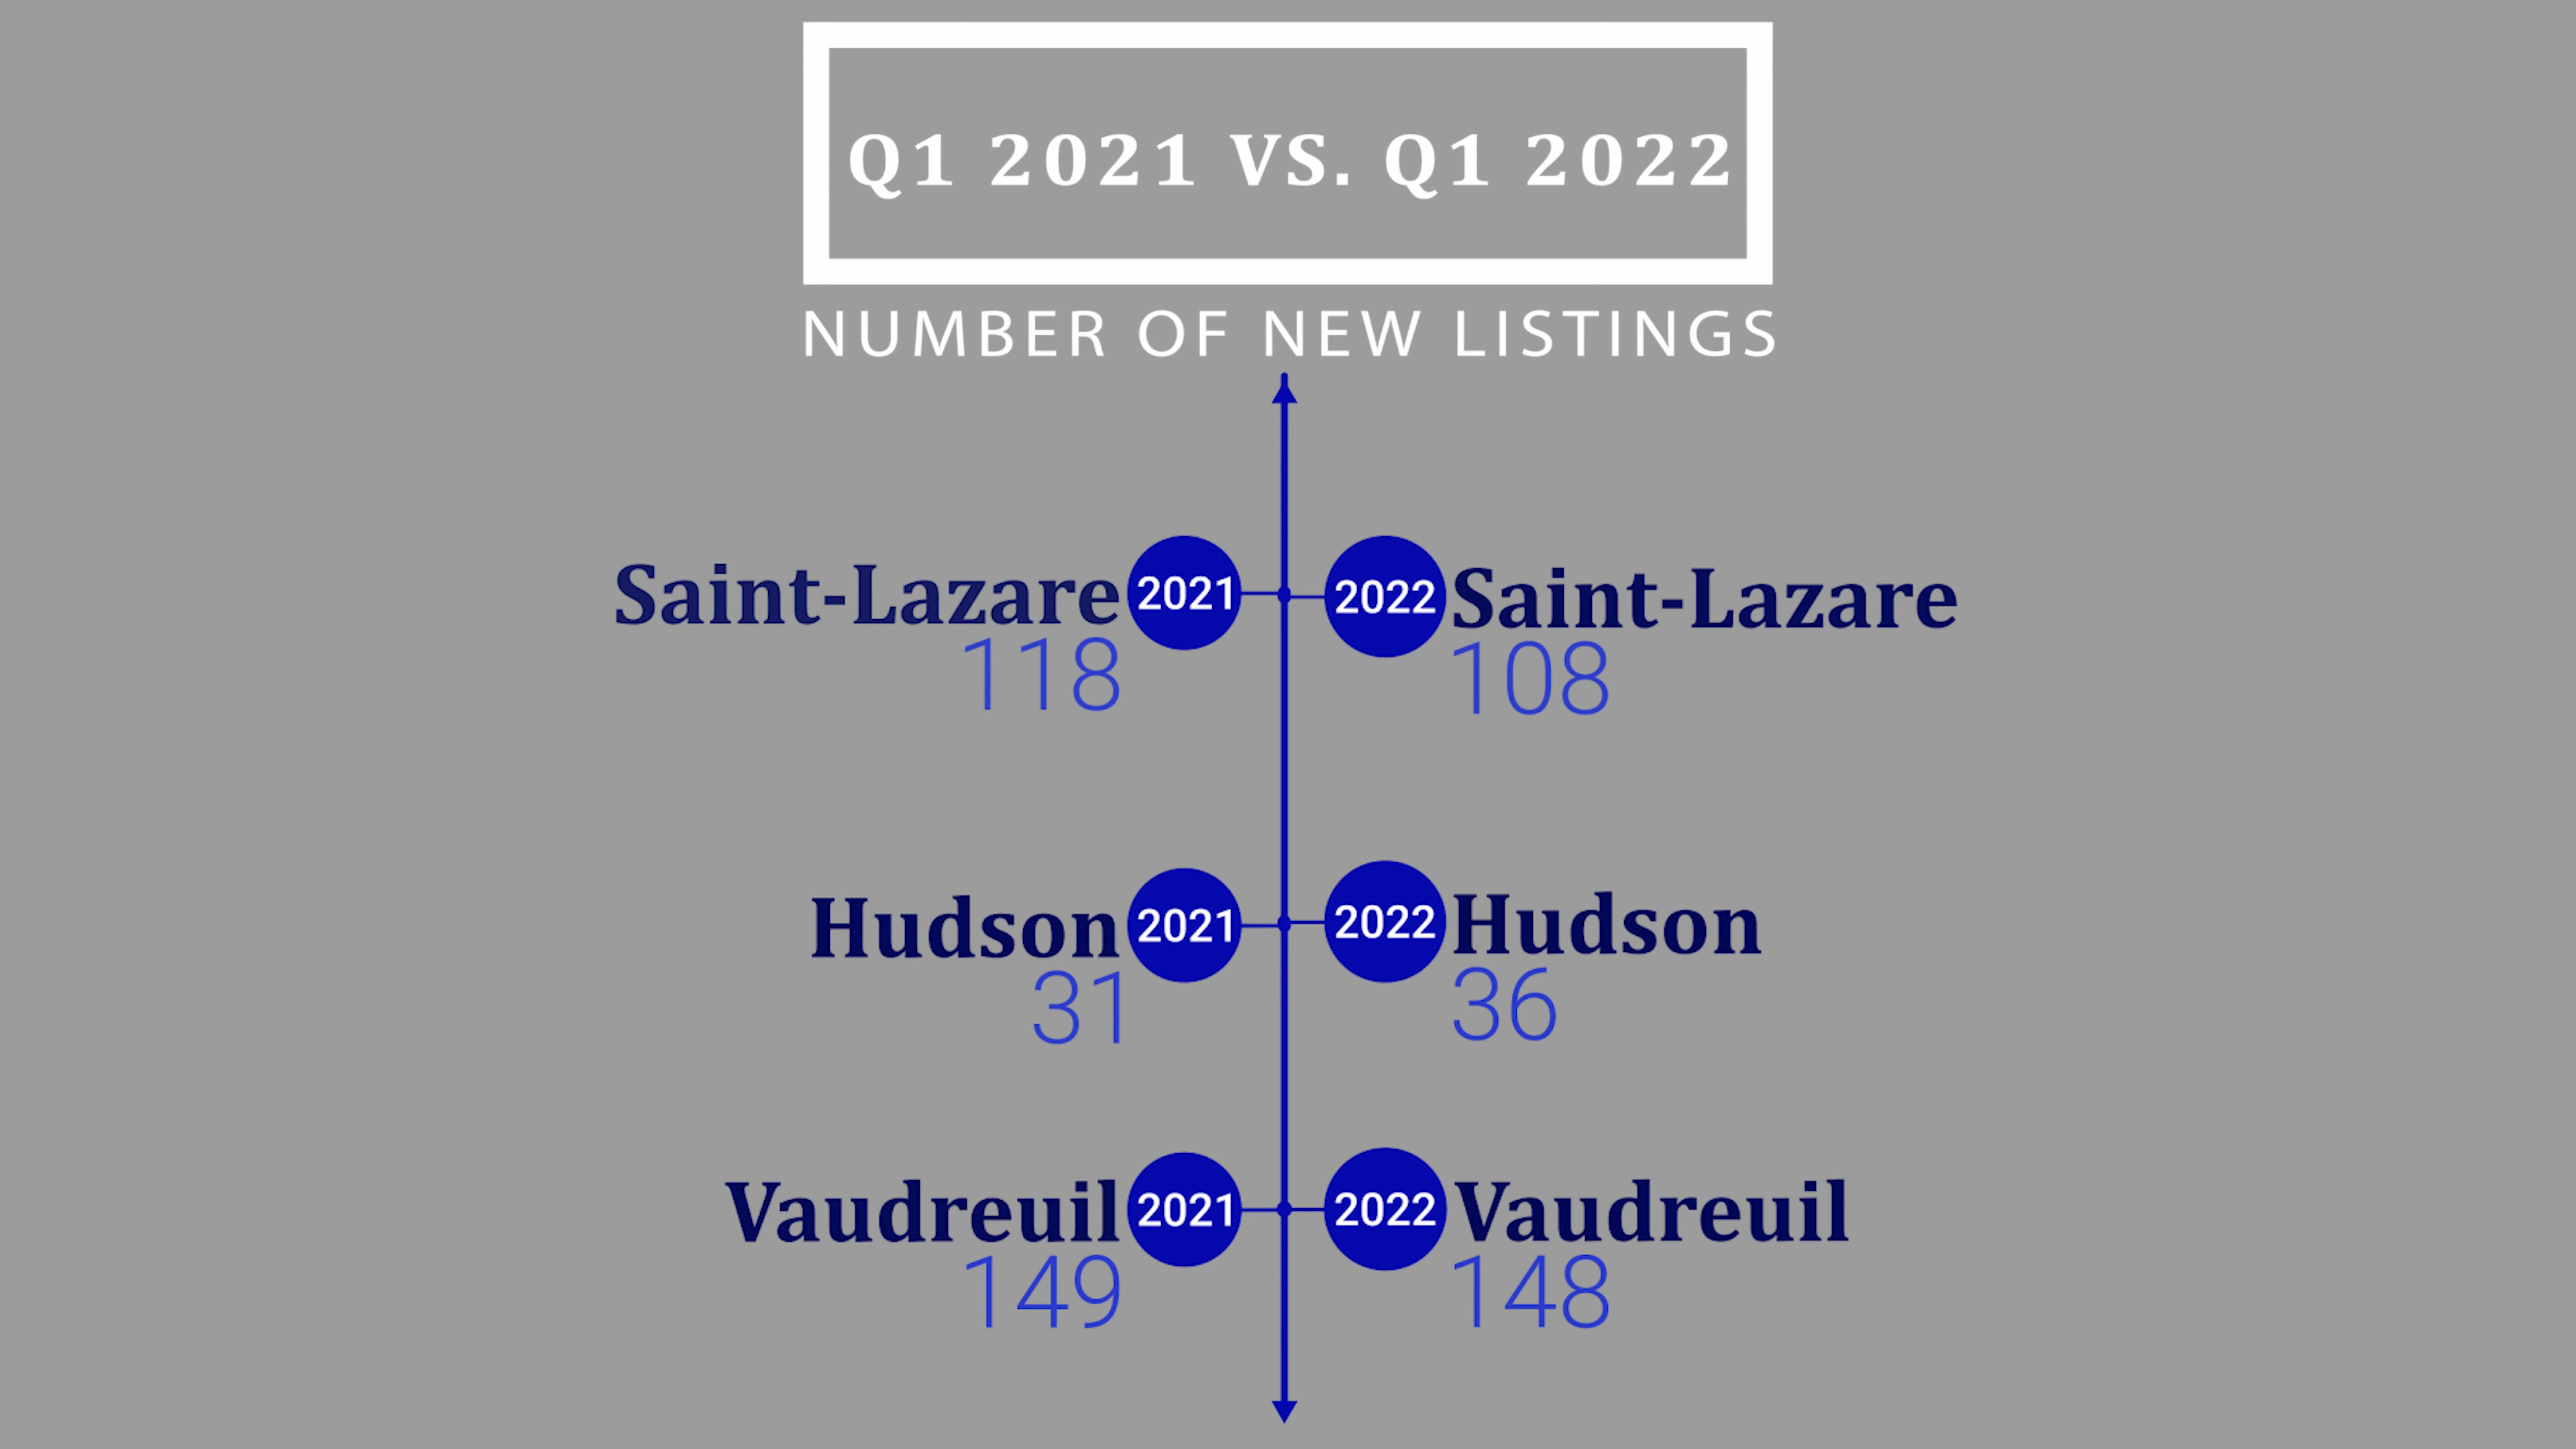 Q1 2021 VS. Q1 2022
NUMBER OF NEW LISTINGS
Saint-Lazare 2021 2022 Saint-Lazare
118 108
Hudson 2021 2022 Hudson
31 36
Vaudreuil 2021 2022 Vaudreuil
149 148